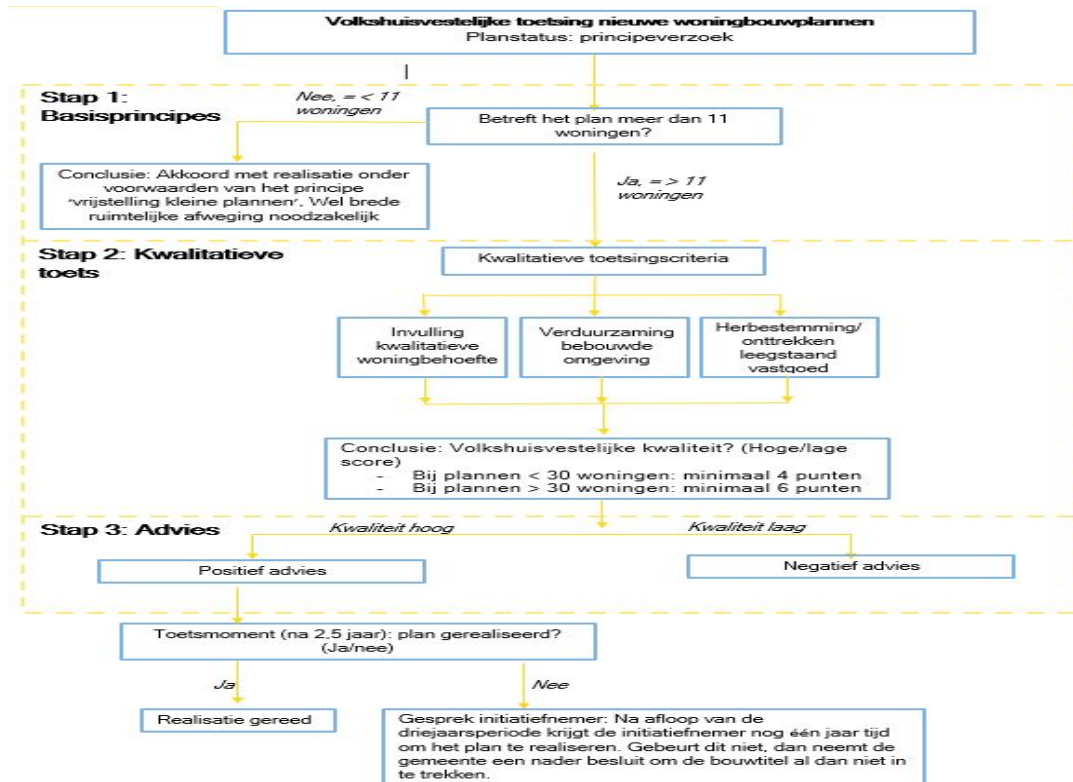 Volkshuisvestelijke toetsing nieuwe woningbouwplannen
Planstatus: principeverzoek
Stap 1:
Basisprincipes
Nee, = < 11
woningen
Betreft het plan meer dan 11
woningen?
Conclusie: Akkoord met realisatie onder
voorwaarden van het principe
'vrijstelling kleine plannen'. Wel brede
ruimtelijke afweging noodzakelijk
Ja, = > 11
woningen
Stap 2: Kwalitatieve
toets
Kwalitatieve toetsingscriteria
Invulling
kwalitatieve
woningbehoefte
Verduurzaming
bebouwde
omgeving
Herbestemming/
onttrekken
leegstaand
vastgoed
Conclusie: Volkshuisvestelijke kwaliteit? (Hoge/lage
score)
- Bij plannen < 30 woningen: minimaal 4 punten
- Bij plannen > 30 woningen: minimaal 6 punten
Stap 3: Advies
Kwaliteit hoog
Kwaliteit laag
Positief advies
Negatief advies
Toetsmoment (na 2,5 jaar): plan gerealiseerd?
(Ja/nee)
Ja
Nee
Realisatie gereed
Gesprek initiatiefnemer: Na afloop van de
driejaarsperiode krijgt de initiatiefnemer nog één jaar tijd
om het plan te realiseren. Gebeurt dit niet, dan neemt de
gemeente een nader besluit om de bouwtitel al dan niet in
te trekken.